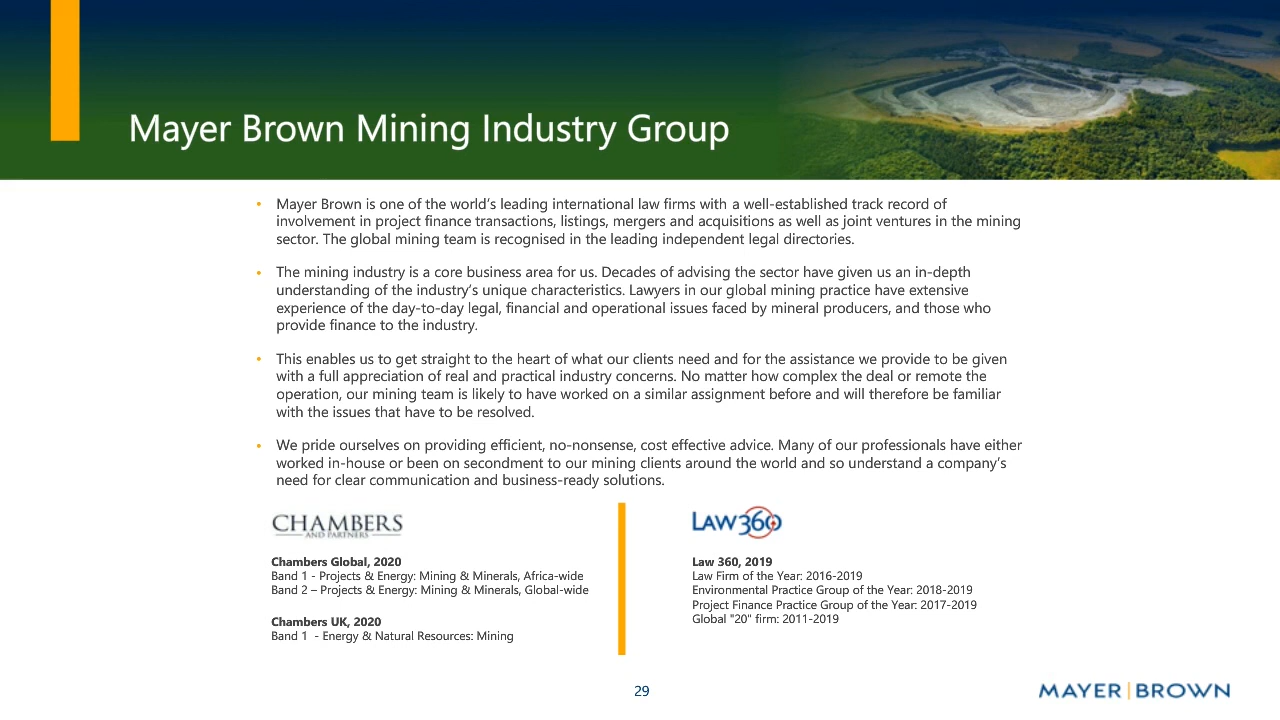 Mayer Brown Mining Industry Group
• Mayer Brown is one of the world's leading international law firms with a well-established track record of
involvement in project finance transactions, listings, mergers and acquisitions as well as joint ventures in the mining
sector. The global mining team is recognised in the leading independent legal directories.
• The mining industry is a core business area for us. Decades of advising the sector have given us an in-depth
understanding of the industry's unique characteristics. Lawyers in our global mining practice have extensive
experience of the day-to-day legal, financial and operational issues faced by mineral producers, and those who
provide finance to the industry.
• This enables us to get straight to the heart of what our clients need and for the assistance we provide to be given
with a full appreciation of real and practical industry concerns. No matter how complex the deal or remote the
operation, our mining team is likely to have worked on a similar assignment before and will therefore be familiar
with the issues that have to be resolved.
• We pride ourselves on providing efficient, no-nonsense, cost effective advice. Many of our professionals have either
worked in-house or been on secondment to our mining clients around the world and so understand a company's
need for clear communication and business-ready solutions.
CHAMBERS
AND PARTNERS
Chambers Global, 2020
Band 1 - Projects & Energy: Mining & Minerals, Africa-wide
Band 2 – Projects & Energy: Mining & Minerals, Global-wide
Chambers UK, 2020
Band 1  - Energy & Natural Resources: Mining
LAW360
Law 360, 2019
Law Firm of the Year: 2016-2019
Environmental Practice Group of the Year: 2018-2019
Project Finance Practice Group of the Year: 2017-2019
Global "20" firm: 2011-2019
29
MAYER | BROWN